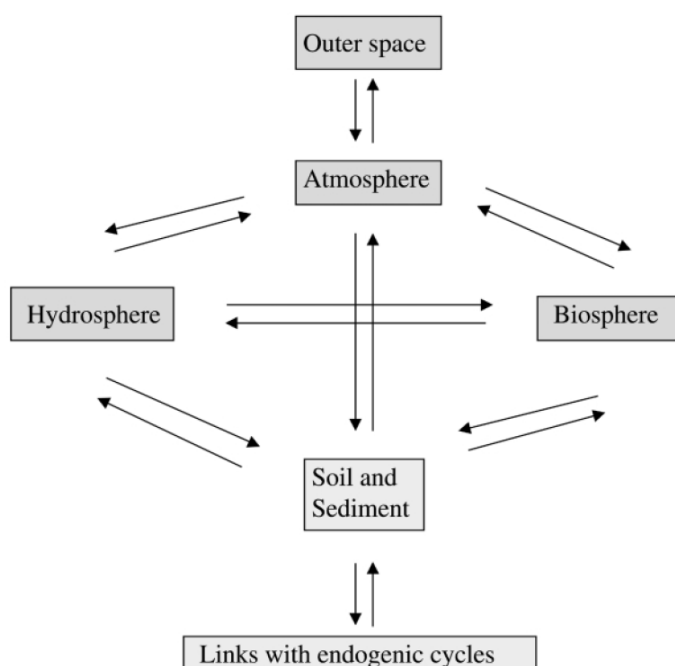 Outer space
Atmosphere
Hydrosphere
Biosphere
Soil and
Sediment
Links with endogenic cycles